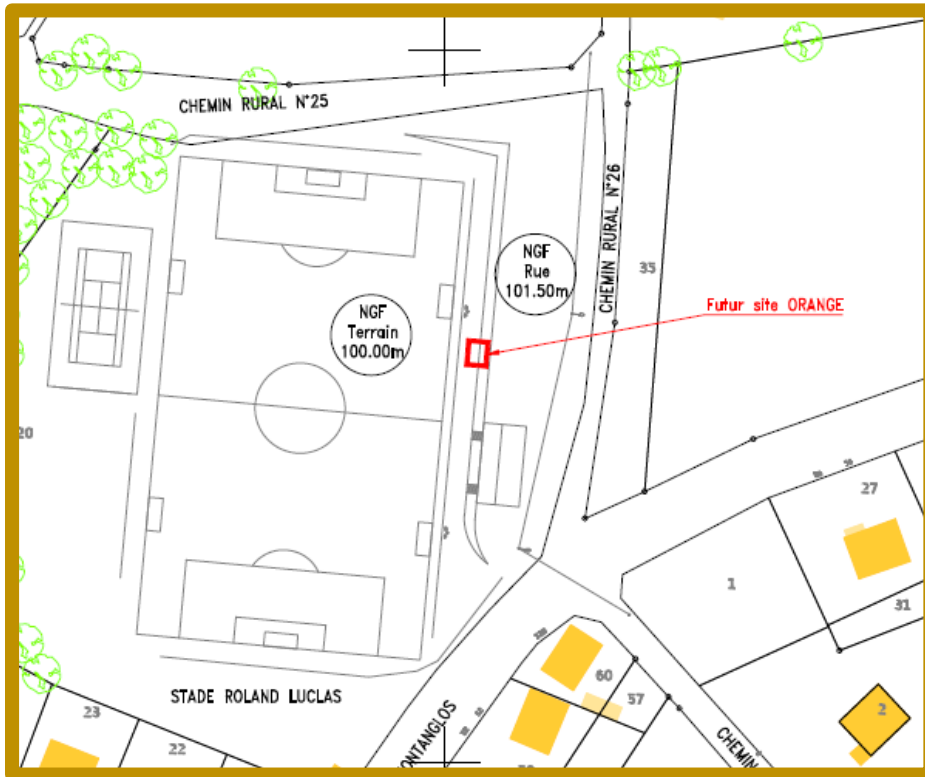 CHEMIN RURAL N°25
NGF
Rue
101.50m
CHEMIN RURAL N°26
35
Futur site ORANGE
NGF
Terrain
100.00m
20
27
1
31
60
57
STADE ROLAND LUCLAS
23
22
2
ONTANGLOS
CHEMIN